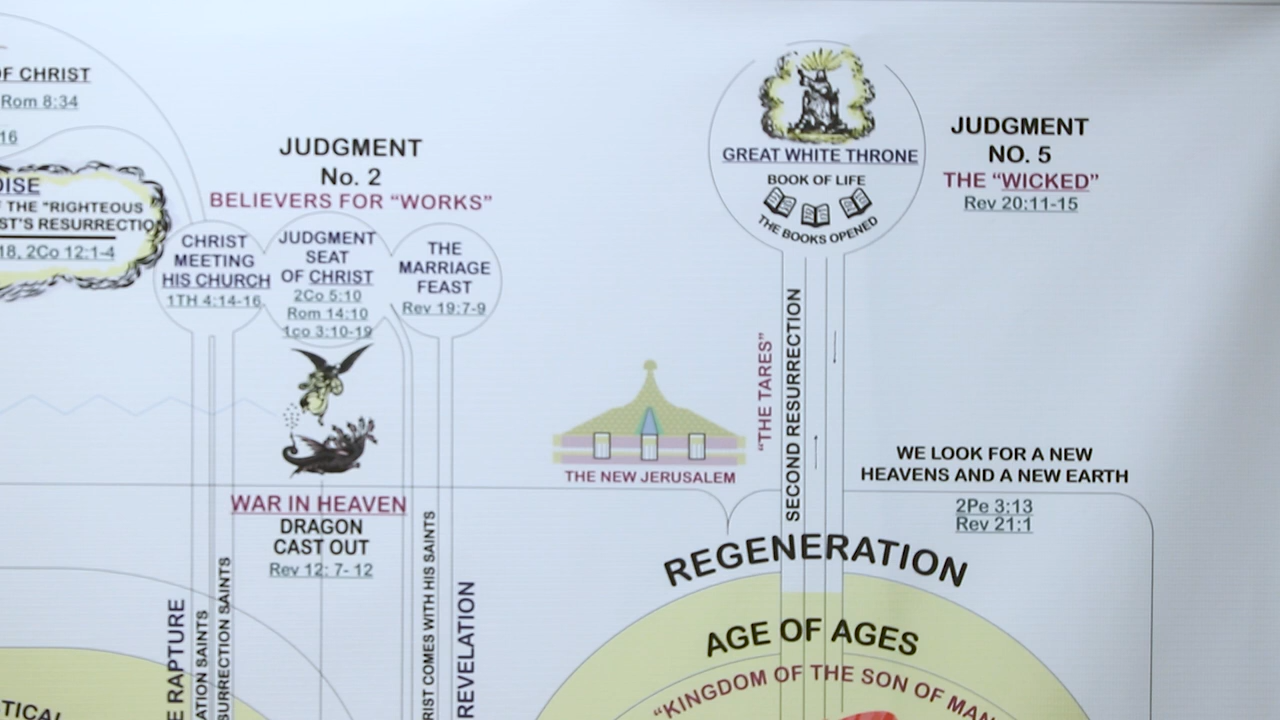 OF CHRIST
Rom 8:34
16
THE "RIGHTEOUS
ST'S RESURRECTION
18, 2Co 12:1-4
JUDGMENT
No. 2
BELIEVERS FOR "WORKS"
CHRIST
MEETING
HIS CHURCH
1TH 4:14-16
JUDGMENT
SEAT
OF CHRIST
2Co 5:10
Rom 14:10
1co 3:10-19
THE
MARRIAGE
FEAST
Rev 19:7-9
WAR IN HEAVEN
DRAGON
CAST OUT
Rev 12: 7- 12
E RAPTURE
ATION SAINTS
SURRECTION SAINTS
RIST COMES WITH HIS SAINTS
REVELATION
TICAL
THE NEW JERUSALEM
GREAT WHITE THRONE
BOOK OF LIFE
THE BOOKS OPENED
JUDGMENT
NO. 5
THE "WICKED"
Rev 20:11-15
"THE TARES"
SECOND RESURRECTION
WE LOOK FOR A NEW
HEAVENS AND A NEW EARTH
2Pe 3:13
Rev 21:1
REGENERATION
AGE OF AGES
"KINGDOM OF THE SON OF MAN